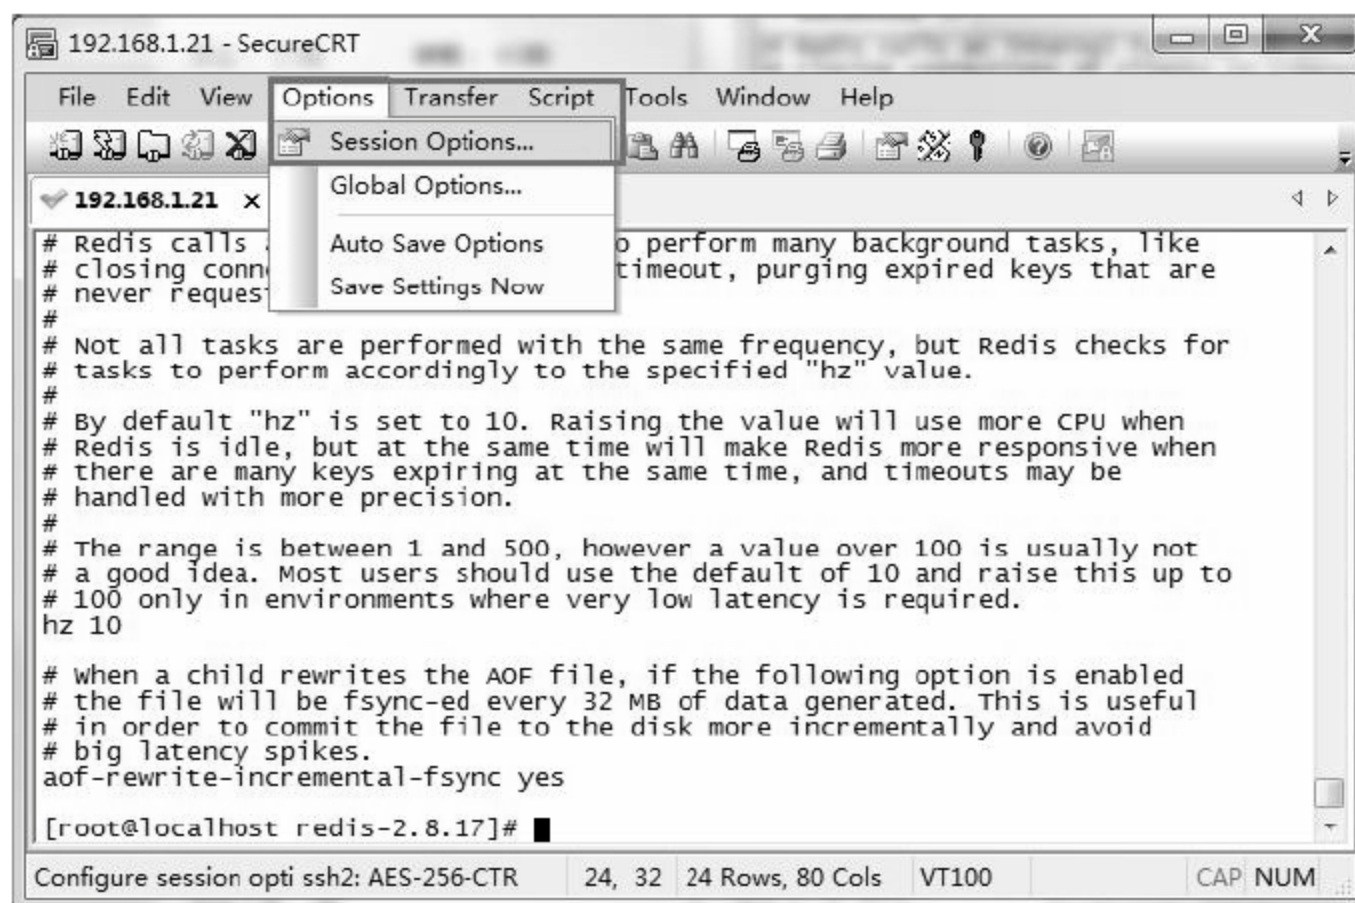 192.168.1.21 - SecureCRT
File Edit View Options Transfer Script Tools Window Help
Session Options...
Global Options...
Auto Save Options
Save Settings Now
192.168.1.21 x
# Redis calls o perform many background tasks, like
# closing conn timeout, purging expired keys that are
# never reques
#
# Not all tasks are performed with the same frequency, but Redis checks for
# tasks to perform accordingly to the specified "hz" value.
#
# By default "hz" is set to 10. Raising the value will use more CPU when
# Redis is idle, but at the same time will make Redis more responsive when
# there are many keys expiring at the same time, and timeouts may be
# handled with more precision.
#
# The range is between 1 and 500, however a value over 100 is usually not
# a good idea. Most users should use the default of 10 and raise this up to
# 100 only in environments where very low latency is required.
hz 10
# When a child rewrites the AOF file, if the following option is enabled
# the file will be fsync-ed every 32 MB of data generated. This is useful
# in order to commit the file to the disk more incrementally and avoid
# big latency spikes.
aof-rewrite-incremental-fsync yes
[root@localhost redis-2.8.17]#
Configure session opti ssh2: AES-256-CTR 24, 32 24 Rows, 80 Cols VT100 CAP NUM